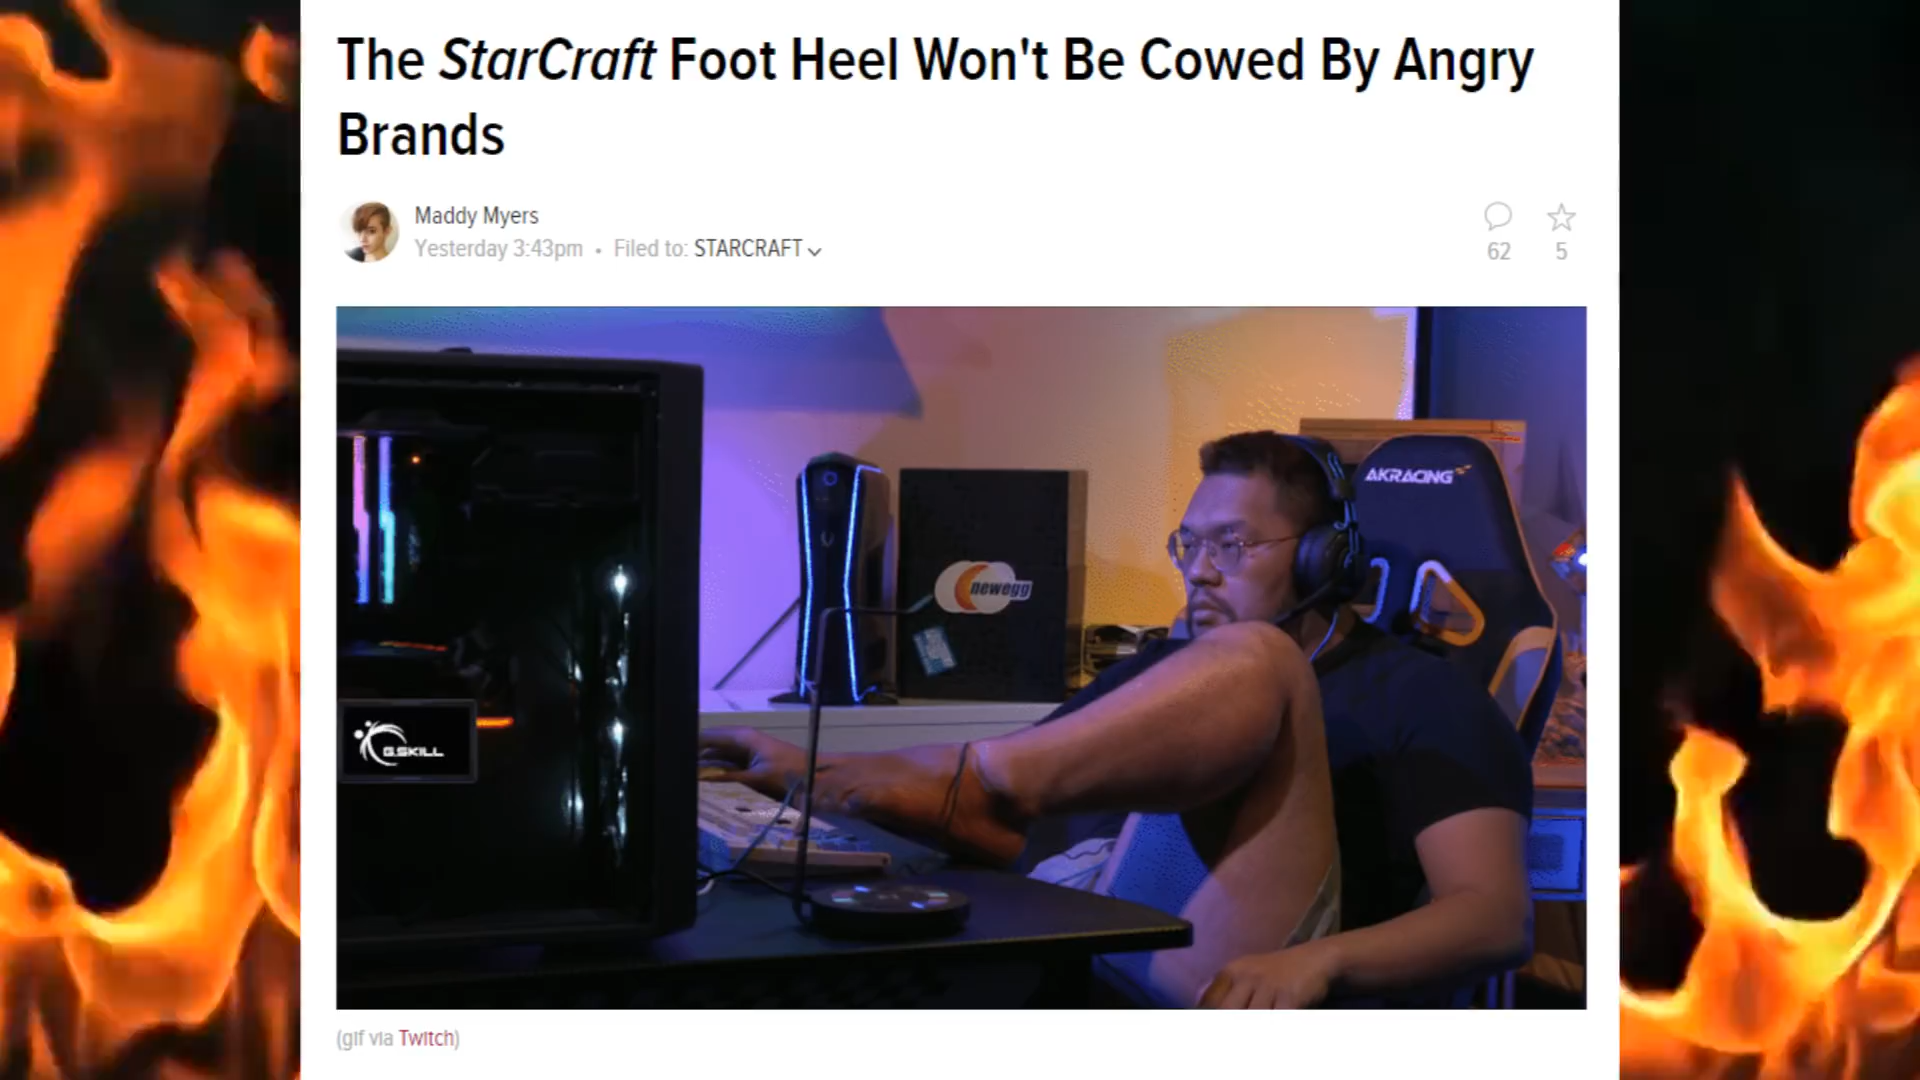 The StarCraft Foot Heel Won't Be Cowed By Angry
Brands
Maddy Myers
Yesterday 3:43pm • Filed to: STARCRAFT
62
5
AKRACING
newegg
G.SKILL
(gif via Twitch)